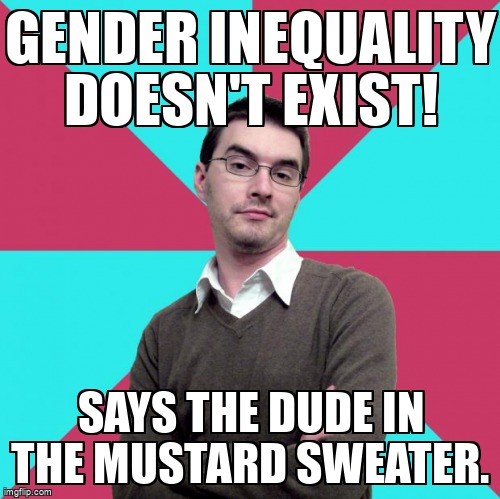 GENDER INEQUALITY
DOESN'T EXIST!
SAYS THE DUDE IN
THE MUSTARD SWEATER.
imgflip.com